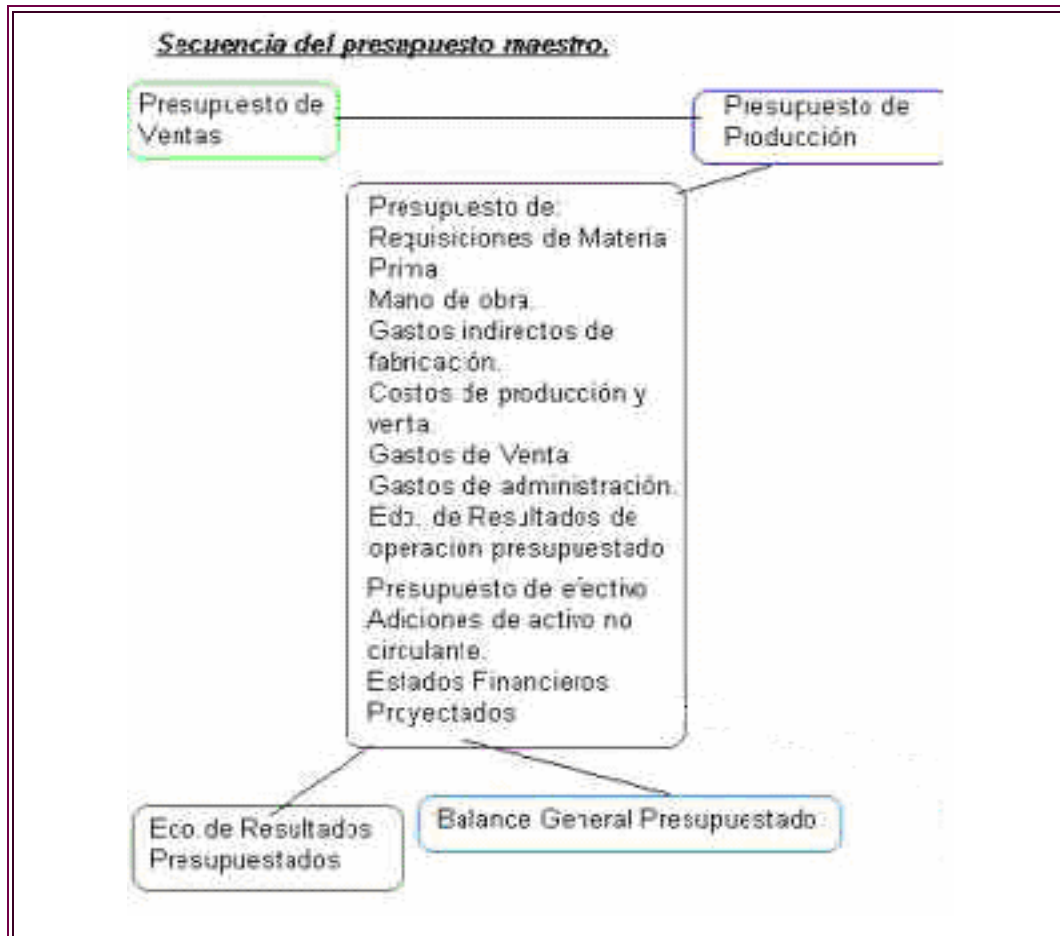 Secuencia del presupuesto maestro.
Presupuesto de
Ventas
Presupuesto de
Producción
Presupuesto de:
Requisiciones de Materia
Prima
Mano de obra.
Gastos indirectos de
fabricación.
Costos de producción y
venta.
Gastos de Venta
Gastos de administración.
Edo. de Resultados de
operación presupuestado
Presupuesto de efectivo
Adiciones de activo no
circulante.
Estados Financieros
Proyectados
Edo. de Resultados
Presupuestados
Balance General Presupuestado